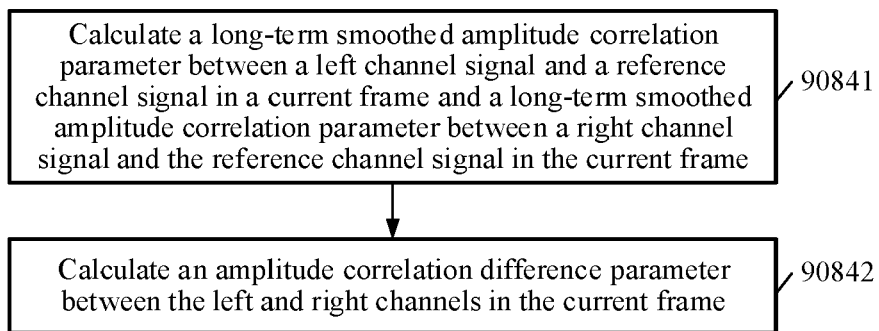 Calculate a long-term smoothed amplitude correlation
parameter between a left channel signal and a reference
channel signal in a current frame and a long-term smoothed
amplitude correlation parameter between a right channel
signal and the reference channel signal in the current frame
90841
Calculate an amplitude correlation difference parameter
between the left and right channels in the current frame
90842